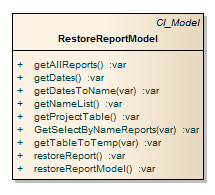 CI_Model
RestoreReportModel
+ getAllReports() :var
+ getDates() :var
+ getDatesToName(var) :var
+ getNameList() :var
+ getProjectTable() :var
+ GetSelectByNameReports(var) :var
+ getTableToTemp(var) :var
+ restoreReport() :var
+ restoreReportModel() :var